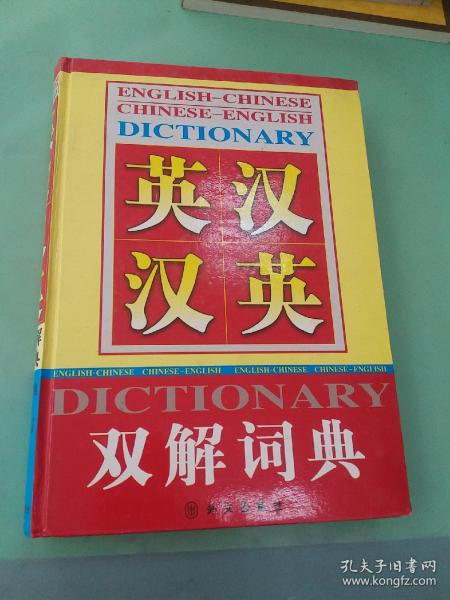 ENGLISH-CHINESE
CHINESE-ENGLISH
DICTIONARY
英汉
汉英
ENGLISH-CHINESE CHINESE-ENGLISH ENGLISH-CHINESE CHINESE-ENGLISH
DICTIONARY
双解词典
孔夫子旧书网
www.kongfz.com